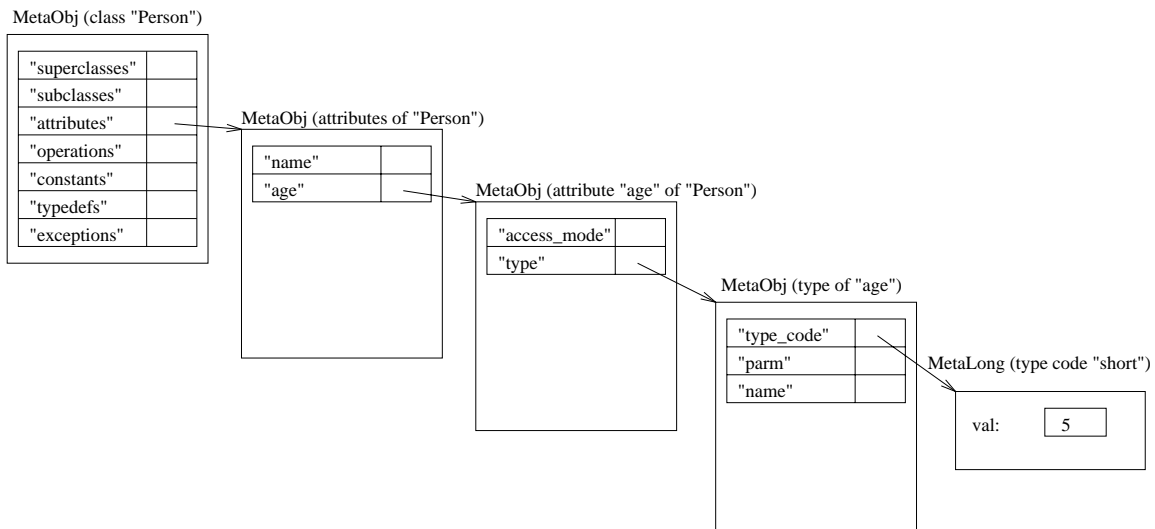 MetaObj (class "Person")
"superclasses"
"subclasses"
"attributes"
"operations"
"constants"
"typedefs"
"exceptions"
MetaObj (attributes of "Person")
"name"
"age"
MetaObj (attribute "age" of "Person")
"access_mode"
"type"
MetaObj (type of "age")
"type_code"
"parm"
"name"
MetaLong (type code "short")
val: 5